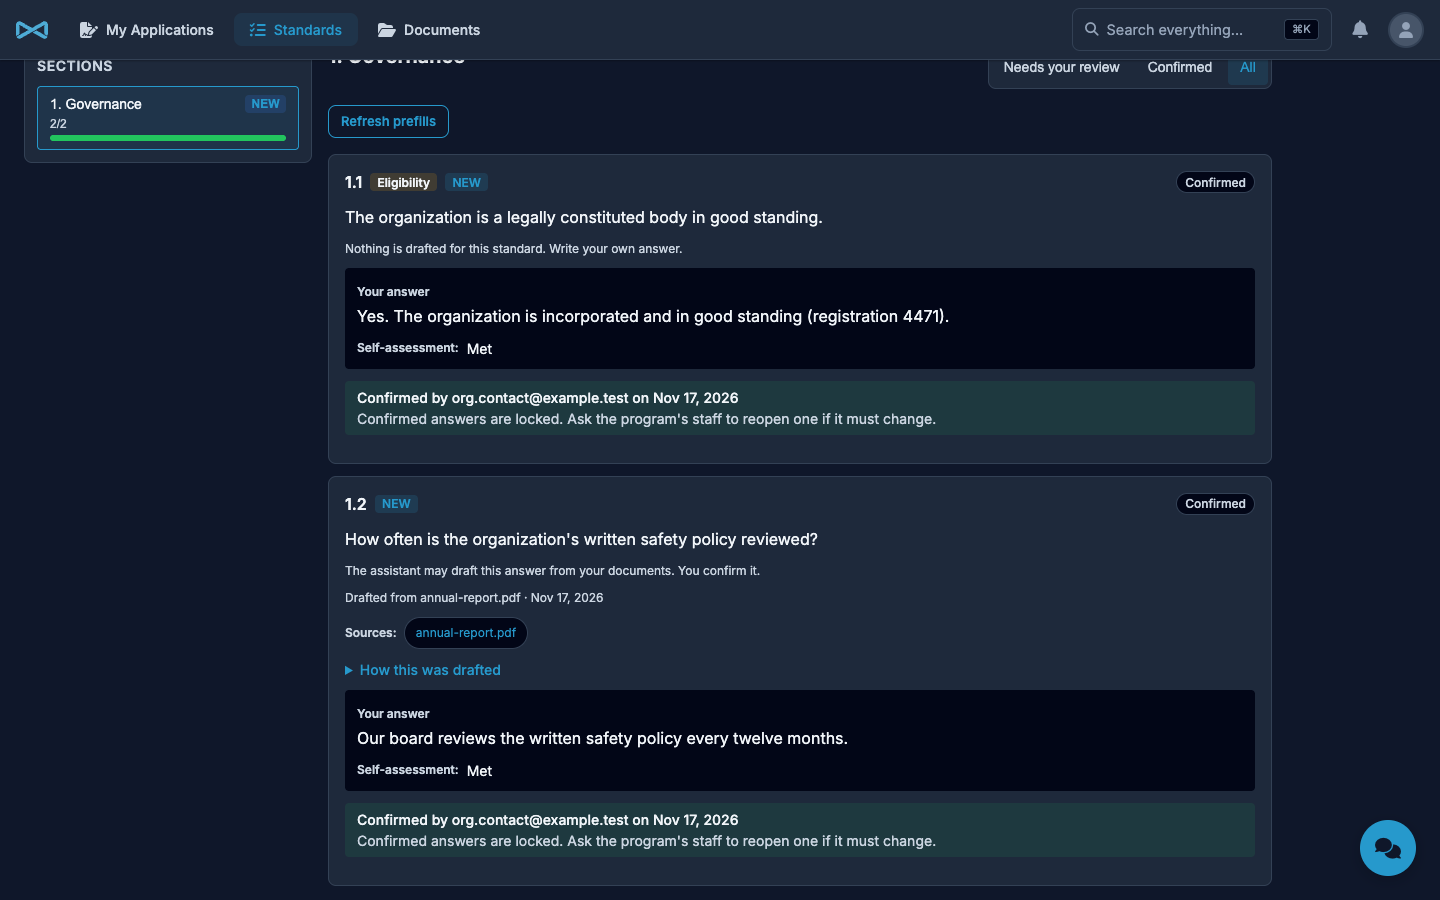 My Applications
Standards
Documents
Search everything...
⌘K
SECTIONS
1. Governance
NEW
2/2
1. Governance
Needs your review
Confirmed
All
Refresh prefills
1.1
Eligibility
NEW
Confirmed
The organization is a legally constituted body in good standing.
Nothing is drafted for this standard. Write your own answer.
Your answer
Yes. The organization is incorporated and in good standing (registration 4471).
Self-assessment: Met
Confirmed by org.contact@example.test on Nov 17, 2026
Confirmed answers are locked. Ask the program's staff to reopen one if it must change.
1.2
NEW
Confirmed
How often is the organization's written safety policy reviewed?
The assistant may draft this answer from your documents. You confirm it.
Drafted from annual-report.pdf · Nov 17, 2026
Sources: annual-report.pdf
How this was drafted
Your answer
Our board reviews the written safety policy every twelve months.
Self-assessment: Met
Confirmed by org.contact@example.test on Nov 17, 2026
Confirmed answers are locked. Ask the program's staff to reopen one if it must change.